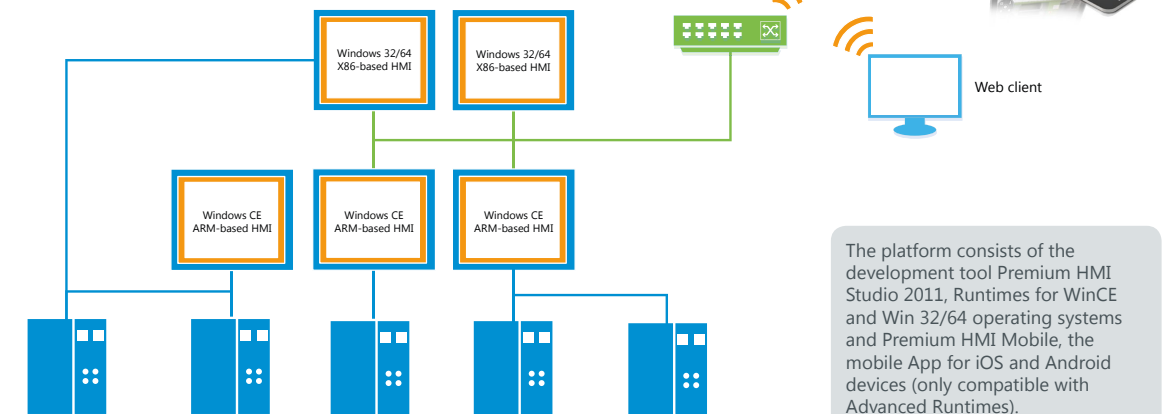 Windows 32/64
X86-based HMI
Windows 32/64
X86-based HMI
Web client
Windows CE
ARM-based HMI
Windows CE
ARM-based HMI
Windows CE
ARM-based HMI
The platform consists of the
development tool Premium HMI
Studio 2011, Runtimes for WinCE
and Win 32/64 operating systems
and Premium HMI Mobile, the
mobile App for iOS and Android
devices (only compatible with
Advanced Runtimes).